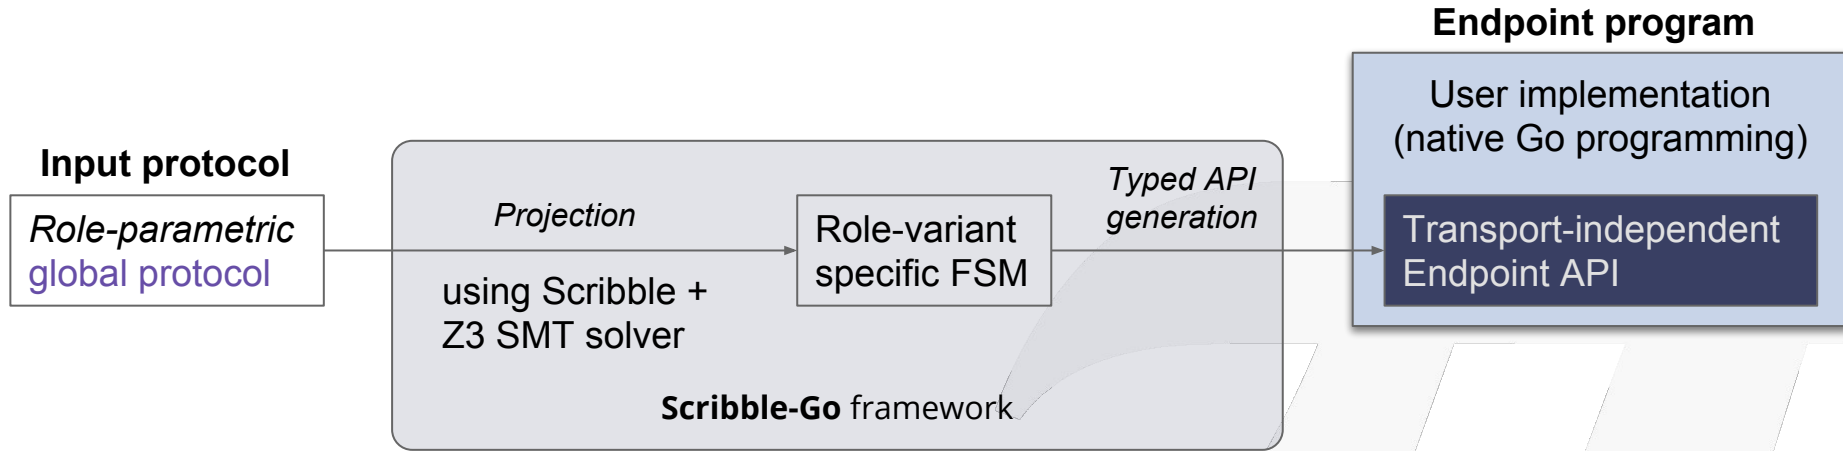 Input protocol
Role-parametric
global protocol
Projection
using Scribble +
Z3 SMT solver
Role-variant
specific FSM
Typed API
generation
Scribble-Go framework
Endpoint program
User implementation
(native Go programming)
Transport-independent
Endpoint API